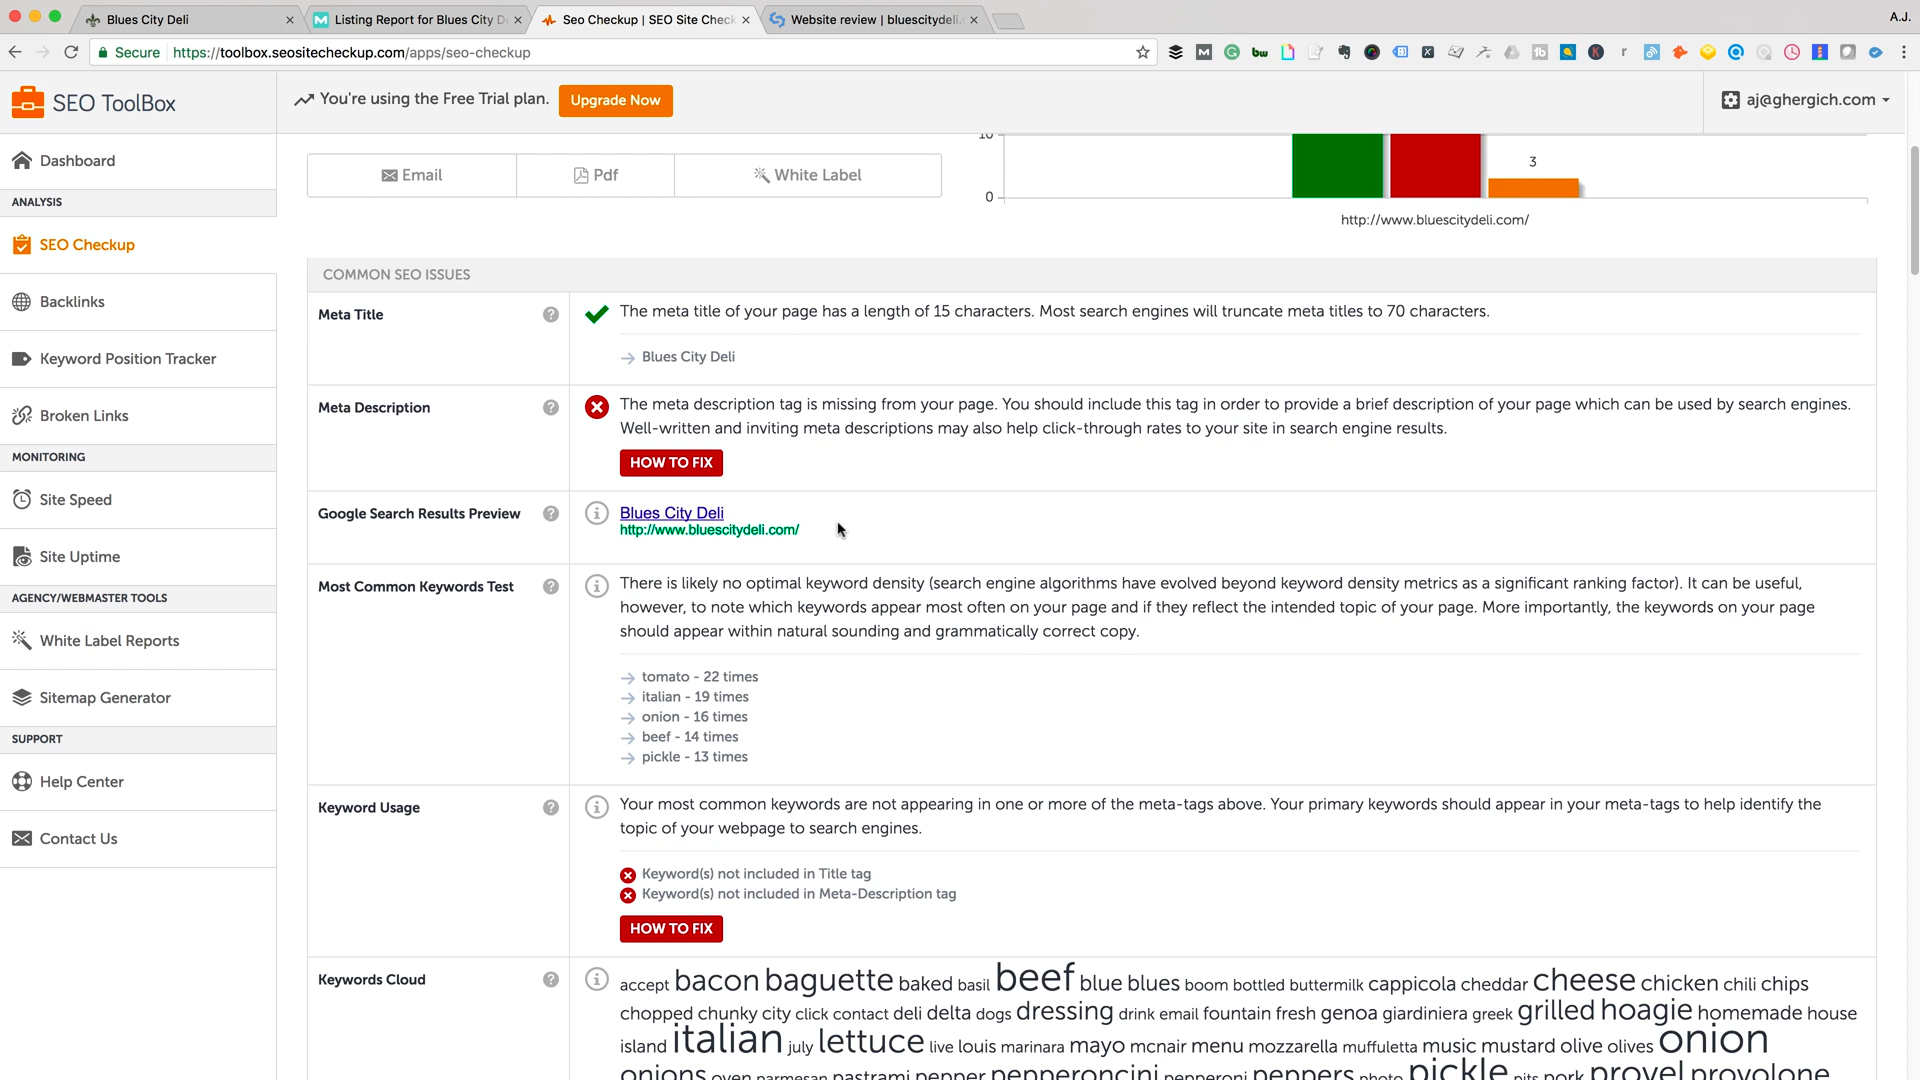 Blues City Deli
Listing Report for Blues City D
Seo Checkup | SEO Site Check
Website review | bluescitydeli.
A.J.
Secure https://toolbox.seositecheckup.com/apps/seo-checkup
SEO ToolBox
You're using the Free Trial plan.
Upgrade Now
aj@ghergich.com
Dashboard
ANALYSIS
SEO Checkup
Backlinks
Keyword Position Tracker
Broken Links
MONITORING
Site Speed
Site Uptime
AGENCY/WEBMASTER TOOLS
White Label Reports
Sitemap Generator
SUPPORT
Help Center
Contact Us
Email
Pdf
White Label
10
0
3
http://www.bluescitydeli.com/
COMMON SEO ISSUES
Meta Title
The meta title of your page has a length of 15 characters. Most search engines will truncate meta titles to 70 characters.
Blues City Deli
Meta Description
The meta description tag is missing from your page. You should include this tag in order to provide a brief description of your page which can be used by search engines.
Well-written and inviting meta descriptions may also help click-through rates to your site in search engine results.
HOW TO FIX
Google Search Results Preview
Blues City Deli
http://www.bluescitydeli.com/
Most Common Keywords Test
There is likely no optimal keyword density (search engine algorithms have evolved beyond keyword density metrics as a significant ranking factor). It can be useful,
however, to note which keywords appear most often on your page and if they reflect the intended topic of your page. More importantly, the keywords on your page
should appear within natural sounding and grammatically correct copy.
tomato - 22 times
italian - 19 times
onion - 16 times
beef - 14 times
pickle - 13 times
Keyword Usage
Your most common keywords are not appearing in one or more of the meta-tags above. Your primary keywords should appear in your meta-tags to help identify the
topic of your webpage to search engines.
Keyword(s) not included in Title tag
Keyword(s) not included in Meta-Description tag
HOW TO FIX
Keywords Cloud
accept bacon baguette baked basil beef blue blues boom bottled buttermilk cappicola cheddar cheese chicken chili chips
chopped chunky city click contact deli delta dogs dressing drink email fountain fresh genoa giardiniera greek grilled hoagie homemade house
island italian july lettuce live louis marinara mayo mcnair menu mozzarella muffuletta music mustard olive olives onion
onions oven parmesan pastrami pepper pepperoncini pepperoni peppers photo pickle pits pork provel provolone